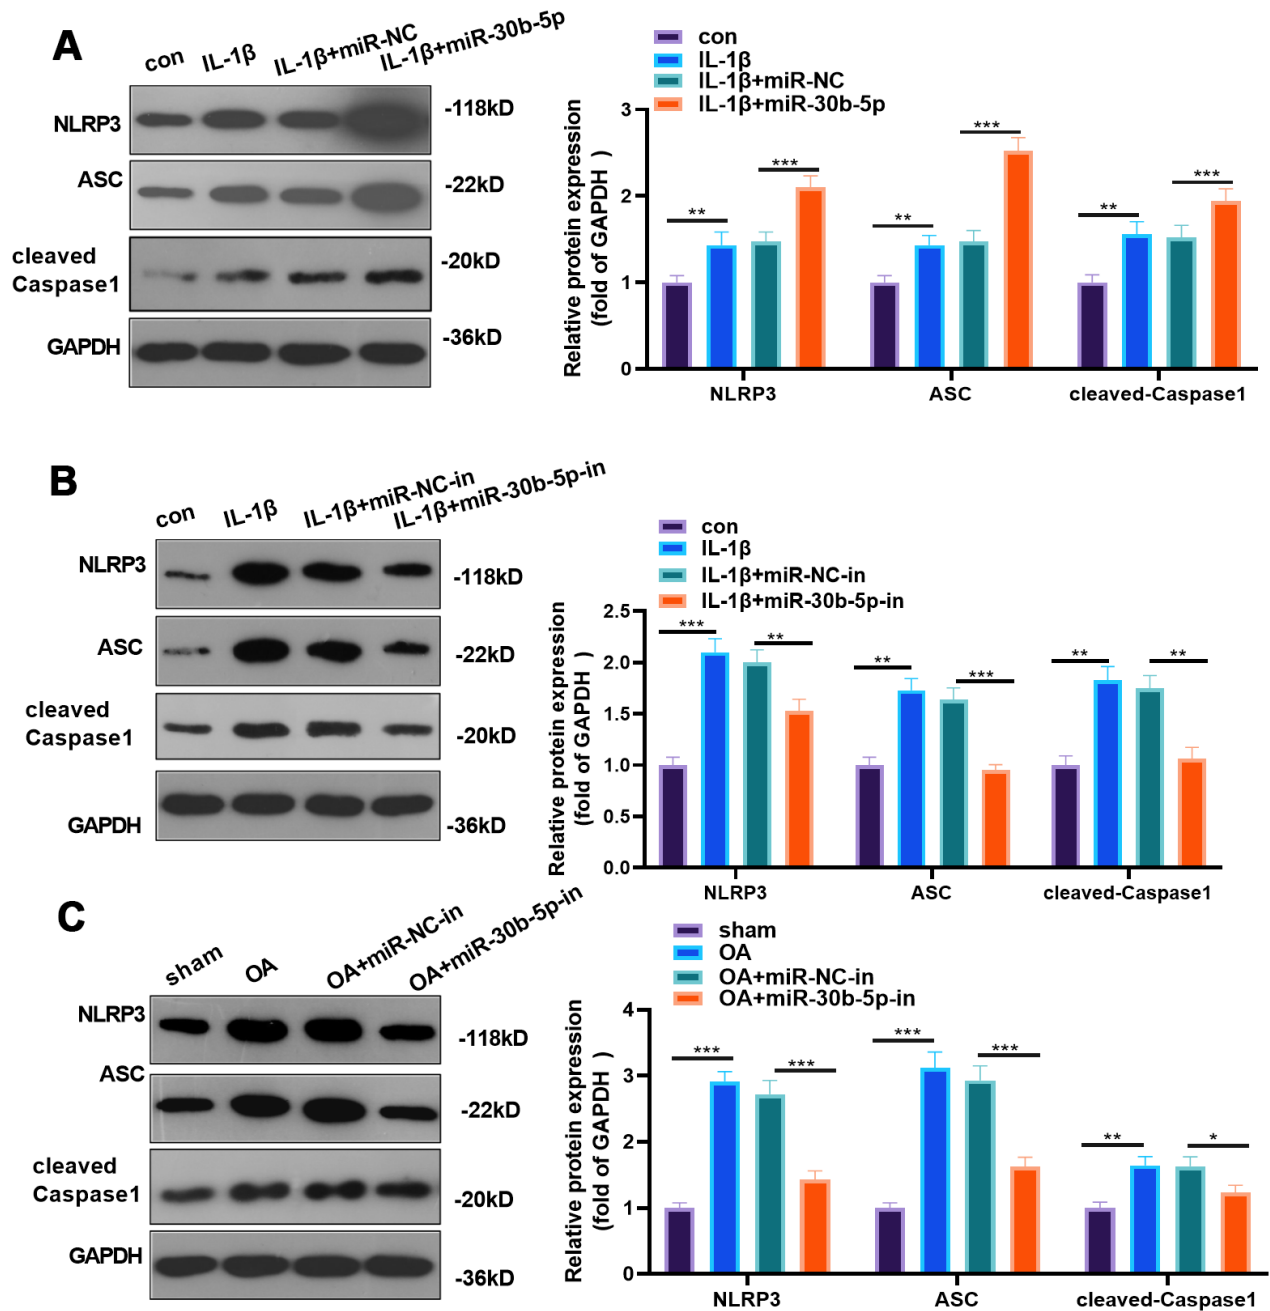 A
con
IL-1β
IL-1β+miR-NC
IL-1β+miR-30b-5p
NLRP3
-118kD
ASC
-22kD
cleaved
Caspase1
-20kD
GAPDH
-36kD
con
IL-1β
IL-1β+miR-NC
IL-1β+miR-30b-5p
Relative protein expression
(fold of GAPDH )
3
2
1
0
**
***
**
***
**
***
NLRP3
ASC
cleaved-Caspase1
B
con
IL-1β
IL-1β+miR-NC-in
IL-1β+miR-30b-5p-in
NLRP3
-118kD
ASC
-22kD
cleaved
Caspase1
-20kD
GAPDH
-36kD
con
IL-1β
IL-1β+miR-NC-in
IL-1β+miR-30b-5p-in
Relative protein expression
(fold of GAPDH )
2.5
2.0
1.5
1.0
0.5
0.0
***
**
**
***
**
**
NLRP3
ASC
cleaved-Caspase1
C
sham
OA
OA+miR-NC-in
OA+miR-30b-5p-in
NLRP3
-118kD
ASC
-22kD
cleaved
Caspase1
-20kD
GAPDH
-36kD
sham
OA
OA+miR-NC-in
OA+miR-30b-5p-in
Relative protein expression
(fold of GAPDH )
4
3
2
1
0
***
***
***
***
**
*
NLRP3
ASC
cleaved-Caspase1